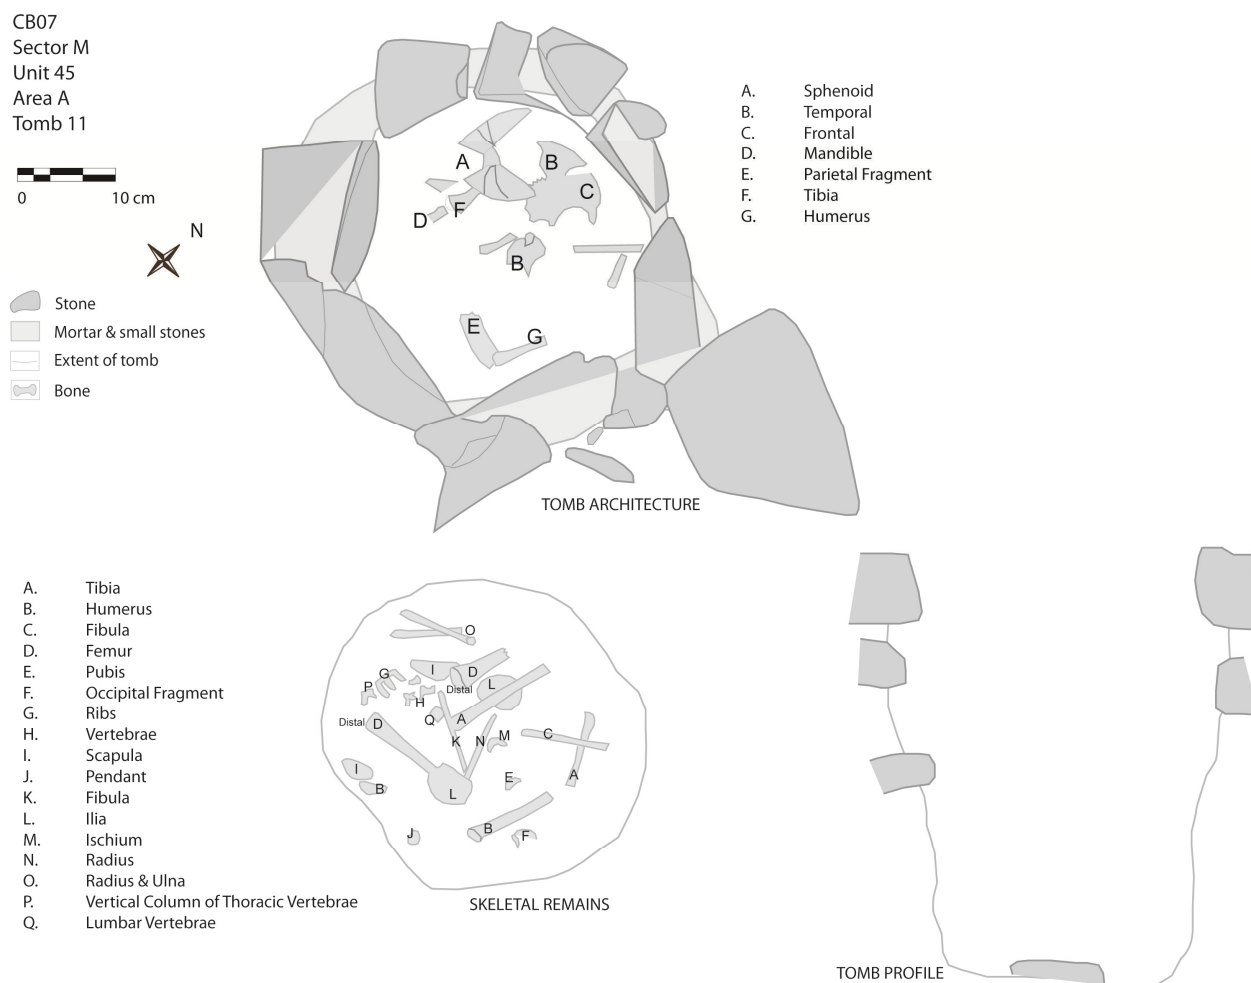 CB07
Sector M
Unit 45
Area A
Tomb 11
0 10 cm
N
Stone
Mortar & small stones
Extent of tomb
Bone
A
B
C
D
F
B
E
G
A. Sphenoid
B. Temporal
C. Frontal
D. Mandible
E. Parietal Fragment
F. Tibia
G. Humerus
TOMB ARCHITECTURE
A. Tibia
B. Humerus
C. Fibula
D. Femur
E. Pubis
F. Occipital Fragment
G. Ribs
H. Vertebrae
I. Scapula
J. Pendant
K. Fibula
L. Ilia
M. Ischium
N. Radius
O. Radius & Ulna
P. Vertical Column of Thoracic Vertebrae
Q. Lumbar Vertebrae
O
G
I
D
P
Distal
L
H
Q
A
Distal
D
K
N
M
C
I
B
L
E
A
J
B
F
SKELETAL REMAINS
TOMB PROFILE